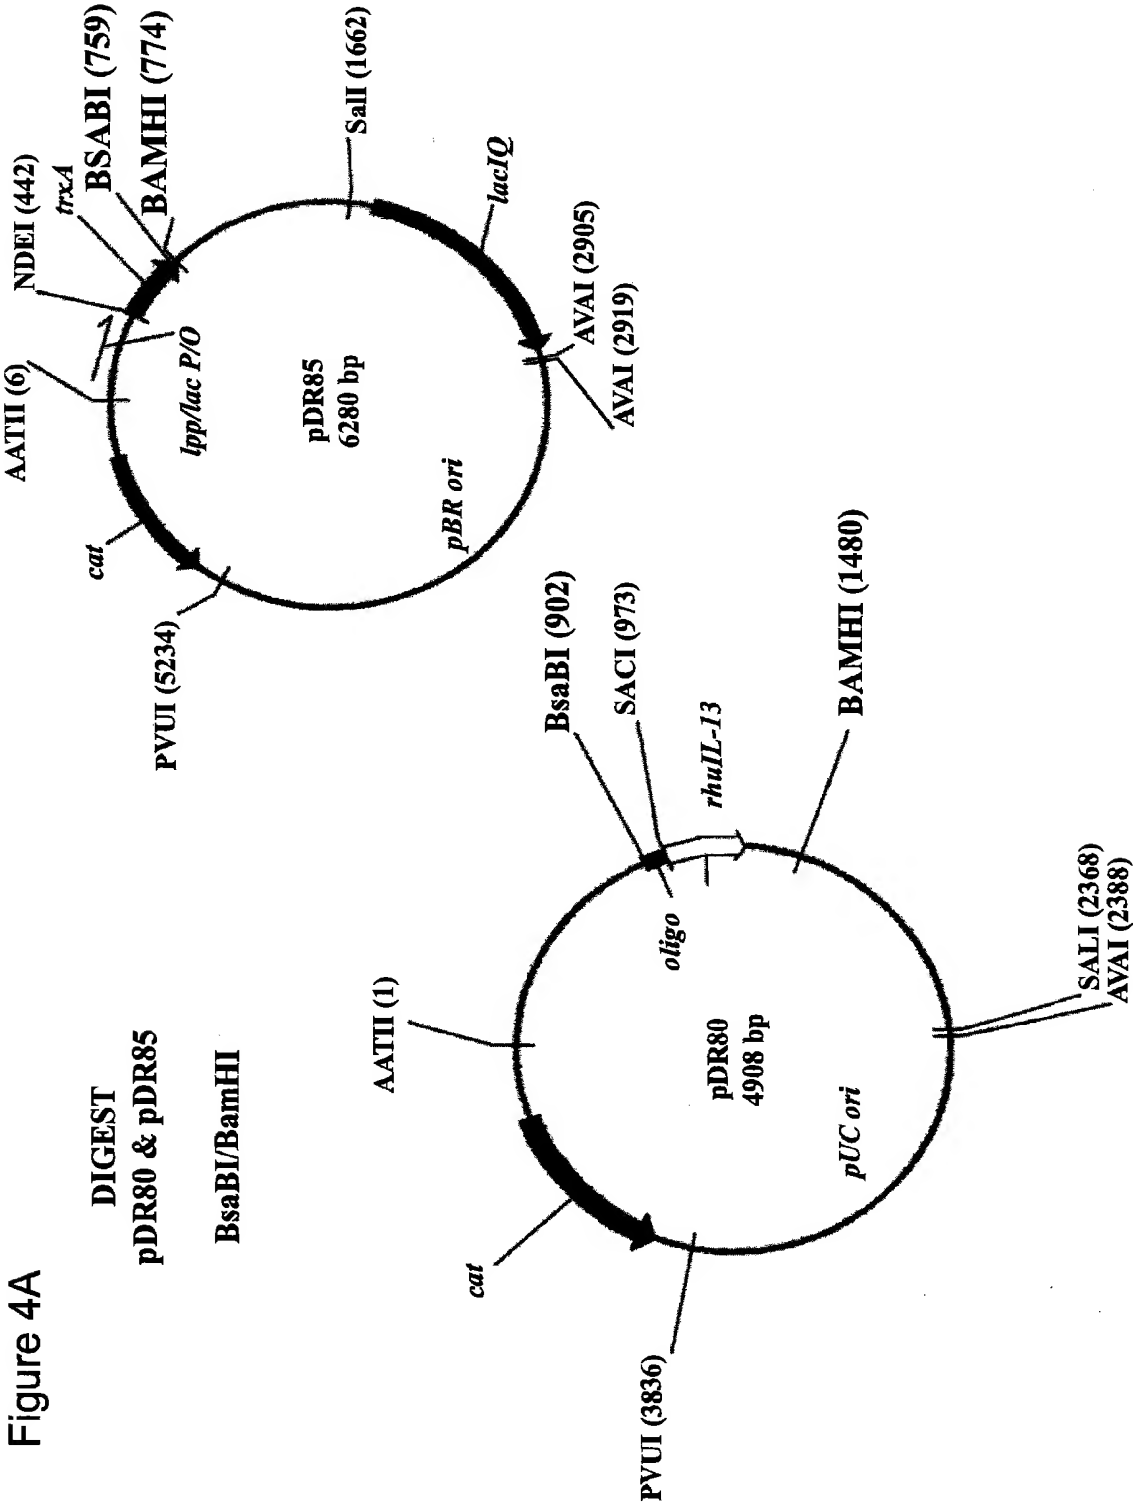 Figure 4A
DIGEST
pDR80 & pDR85
BsaBI/BamHI
AATII (1)
cat
PVUI (3836)
pDR80
4908 bp
pUC ori
oligo
BsaBI (902)
SACI (973)
rhuIL-13
BAMHI (1480)
SALI (2368)
AVAI (2388)
AATII (6)
NDEI (442)
trxA
BSABI (759)
BAMHI (774)
lpp/lac P/O
cat
PVUI (5234)
pDR85
6280 bp
pBR ori
SalI (1662)
lacIQ
AVAI (2905)
AVAI (2919)